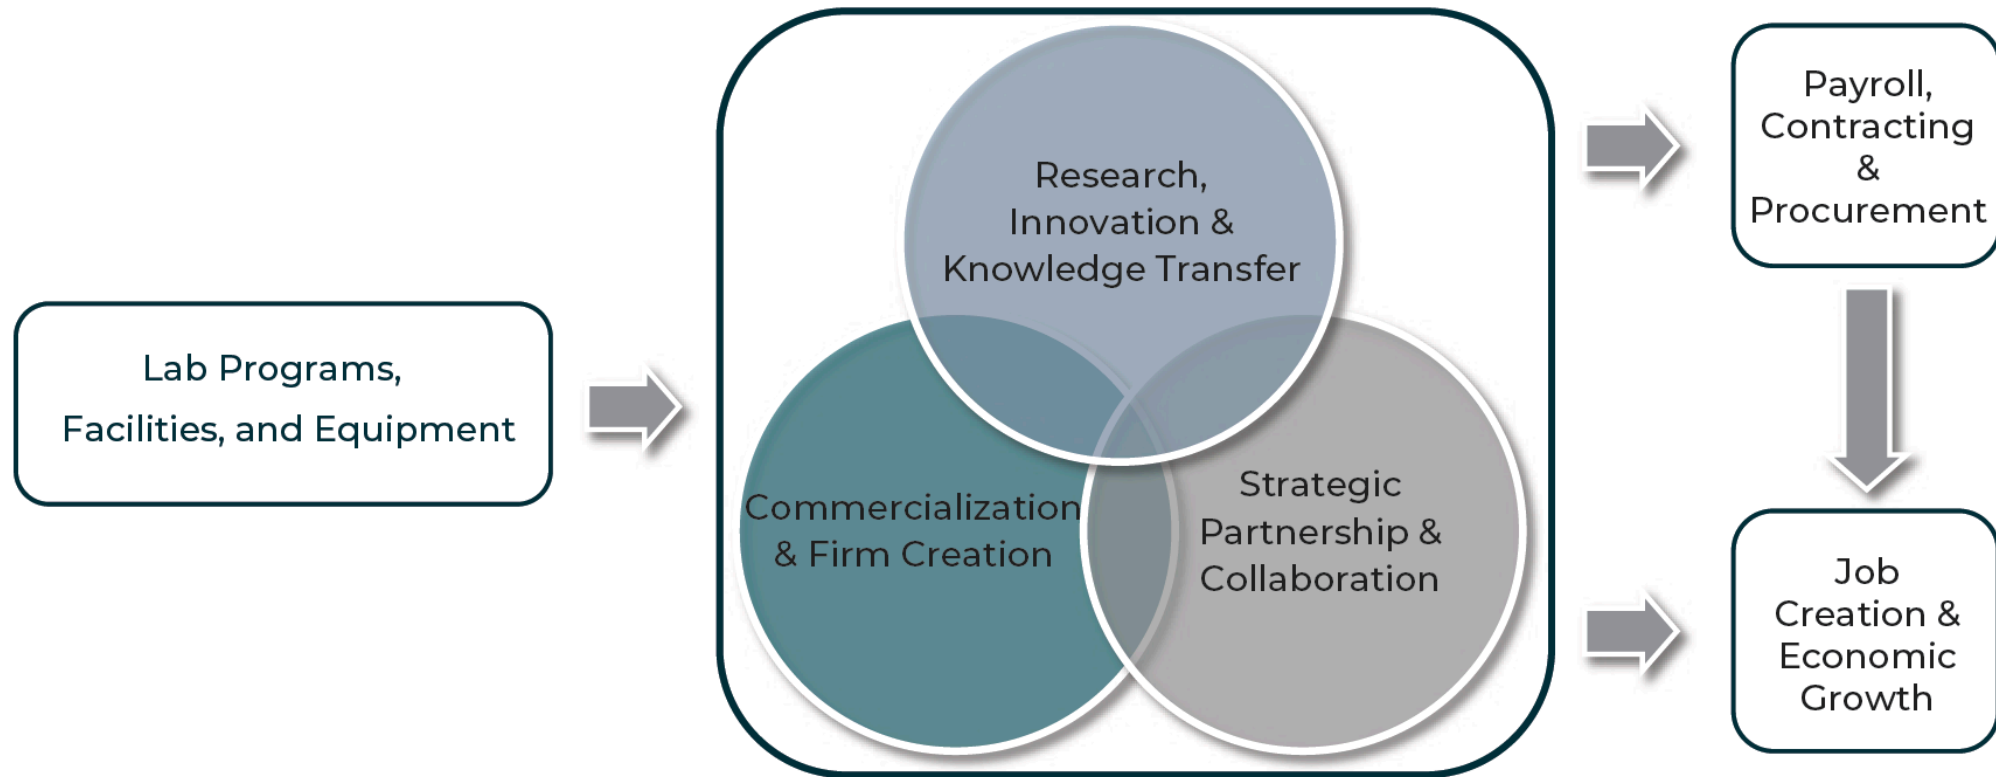 Lab Programs,
Facilities, and Equipment
Research,
Innovation &
Knowledge Transfer
Commercialization
& Firm Creation
Strategic
Partnership &
Collaboration
Payroll,
Contracting
&
Procurement
Job
Creation &
Economic
Growth